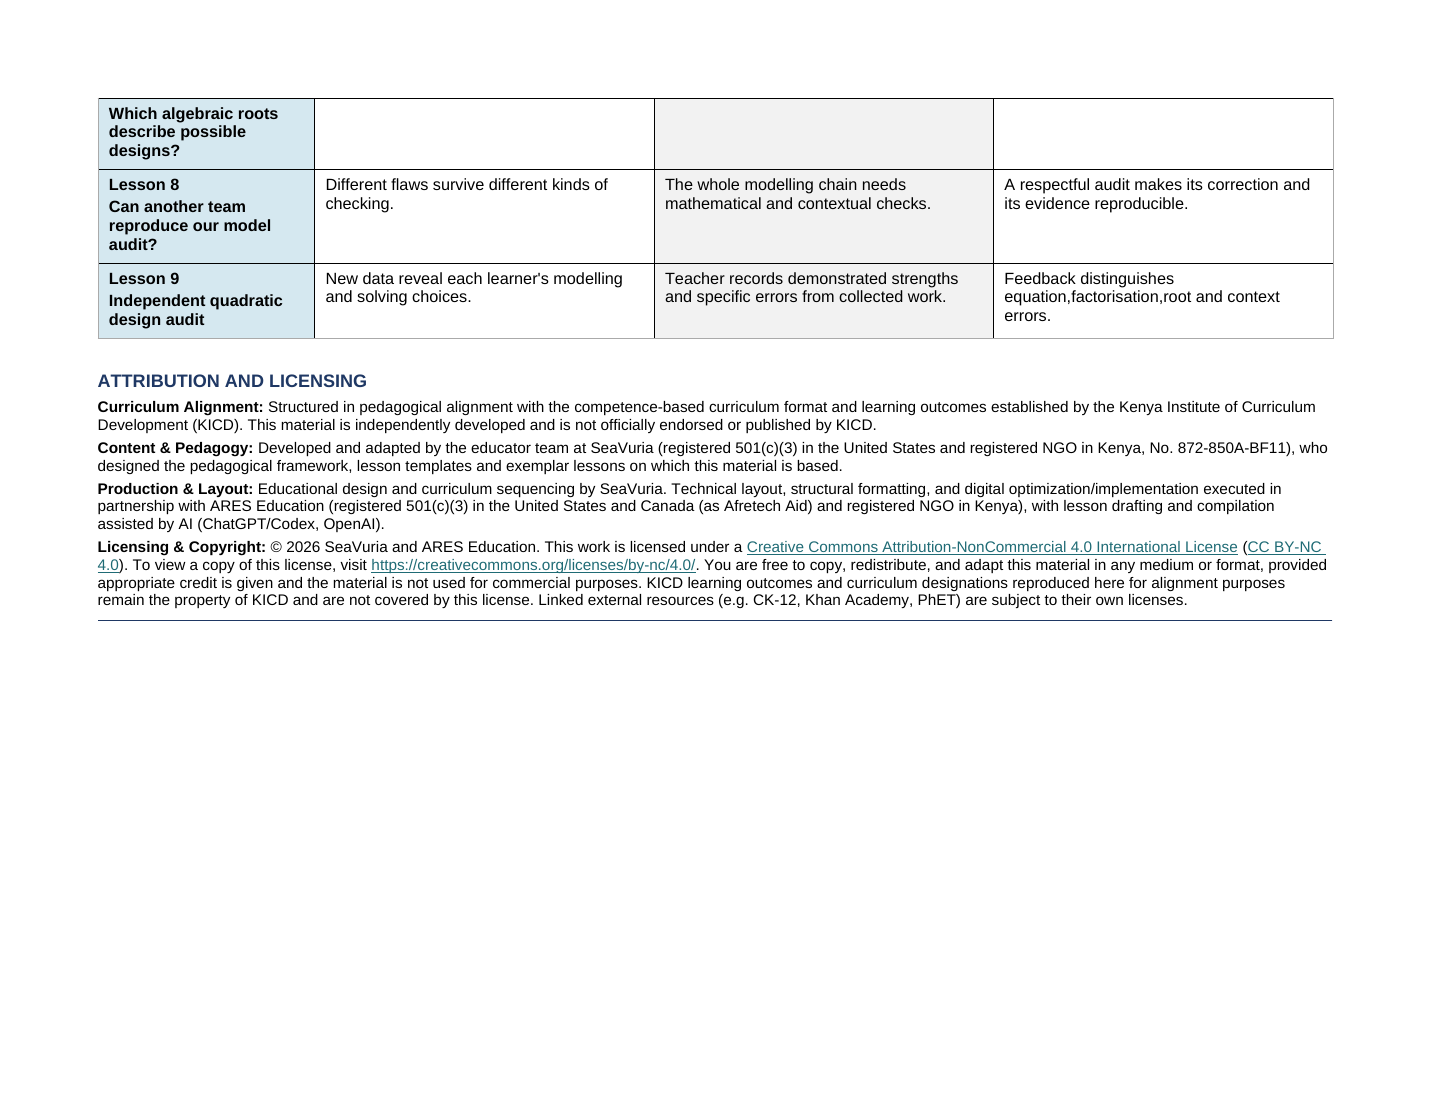 Which algebraic roots
describe possible
designs?
Lesson 8
Can another team
reproduce our model
audit?
Different flaws survive different kinds of
checking.
The whole modelling chain needs
mathematical and contextual checks.
A respectful audit makes its correction and
its evidence reproducible.
Lesson 9
Independent quadratic
design audit
New data reveal each learner's modelling
and solving choices.
Teacher records demonstrated strengths
and specific errors from collected work.
Feedback distinguishes
equation,factorisation,root and context
errors.
ATTRIBUTION AND LICENSING
Curriculum Alignment: Structured in pedagogical alignment with the competence-based curriculum format and learning outcomes established by the Kenya Institute of Curriculum
Development (KICD). This material is independently developed and is not officially endorsed or published by KICD.
Content & Pedagogy: Developed and adapted by the educator team at SeaVuria (registered 501(c)(3) in the United States and registered NGO in Kenya, No. 872-850A-BF11), who
designed the pedagogical framework, lesson templates and exemplar lessons on which this material is based.
Production & Layout: Educational design and curriculum sequencing by SeaVuria. Technical layout, structural formatting, and digital optimization/implementation executed in
partnership with ARES Education (registered 501(c)(3) in the United States and Canada (as Afretech Aid) and registered NGO in Kenya), with lesson drafting and compilation
assisted by AI (ChatGPT/Codex, OpenAI).
Licensing & Copyright: © 2026 SeaVuria and ARES Education. This work is licensed under a Creative Commons Attribution-NonCommercial 4.0 International License (CC BY-NC
4.0). To view a copy of this license, visit https://creativecommons.org/licenses/by-nc/4.0/. You are free to copy, redistribute, and adapt this material in any medium or format, provided
appropriate credit is given and the material is not used for commercial purposes. KICD learning outcomes and curriculum designations reproduced here for alignment purposes
remain the property of KICD and are not covered by this license. Linked external resources (e.g. CK-12, Khan Academy, PhET) are subject to their own licenses.